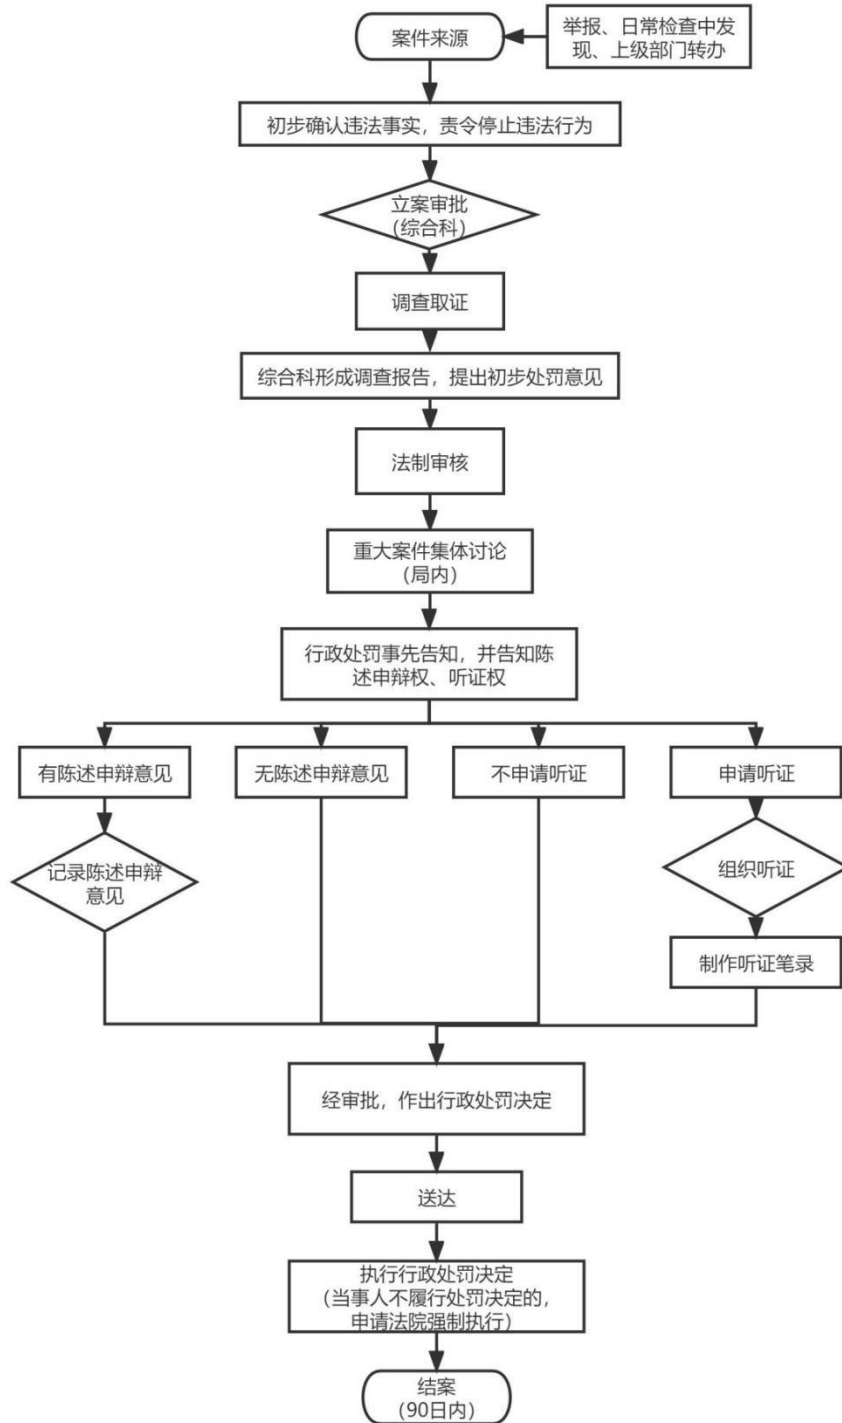 案件来源
举报、日常检查中发
现、上级部门转办
初步确认违法事实，责令停止违法行为
立案审批
（综合科）
调查取证
综合科形成调查报告，提出初步处罚意见
法制审核
重大案件集体讨论
（局内）
行政处罚事先告知，并告知陈
述申辩权、听证权
有陈述申辩意见
无陈述申辩意见
不申请听证
申请听证
记录陈述申辩
意见
组织听证
制作听证笔录
经审批，作出行政处罚决定
送达
执行行政处罚决定
（当事人不履行处罚决定的，
申请法院强制执行）
结案
（90日内）